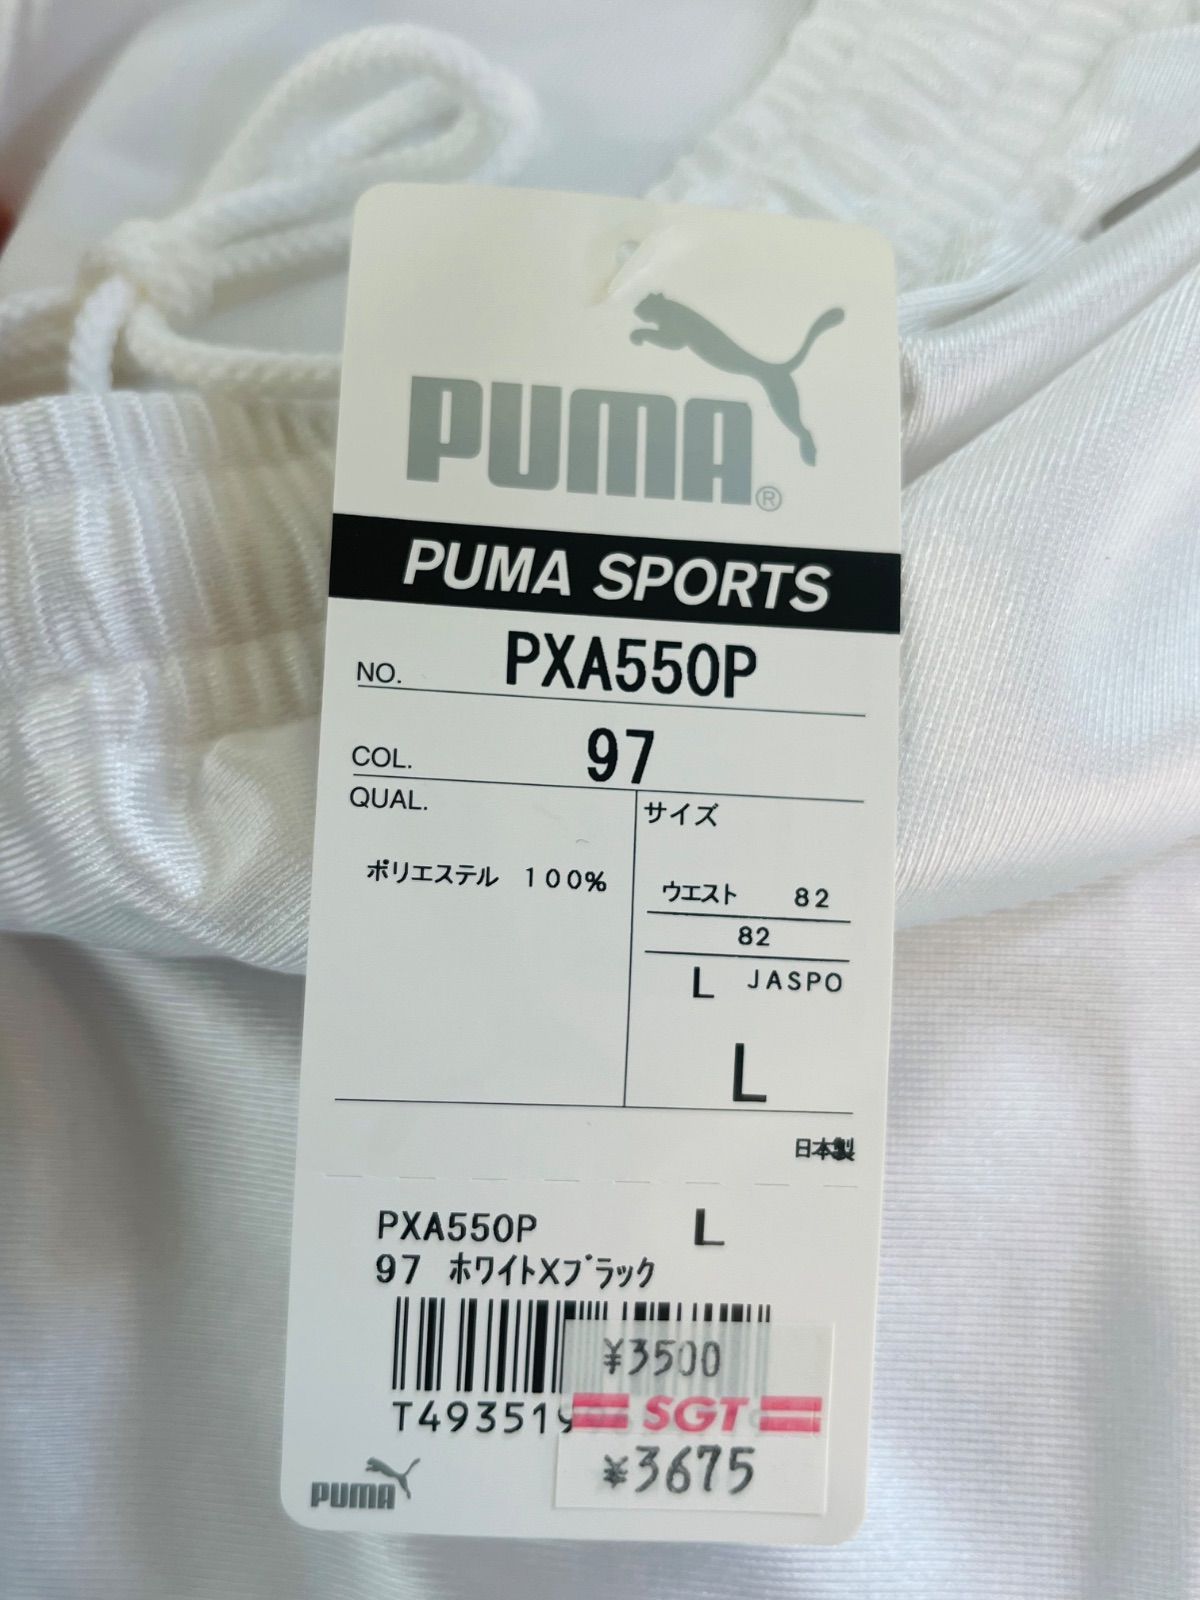 PUMA®
PUMA SPORTS
NO. PXA550P
COL. 97
QUAL.
サイズ
ポリエステル 100%
ウエスト 82
82
L JASPO
L
日本製
PXA550P L
97 ホワイトXブラック
¥3500
T49351
SGT
¥3675
PUMA